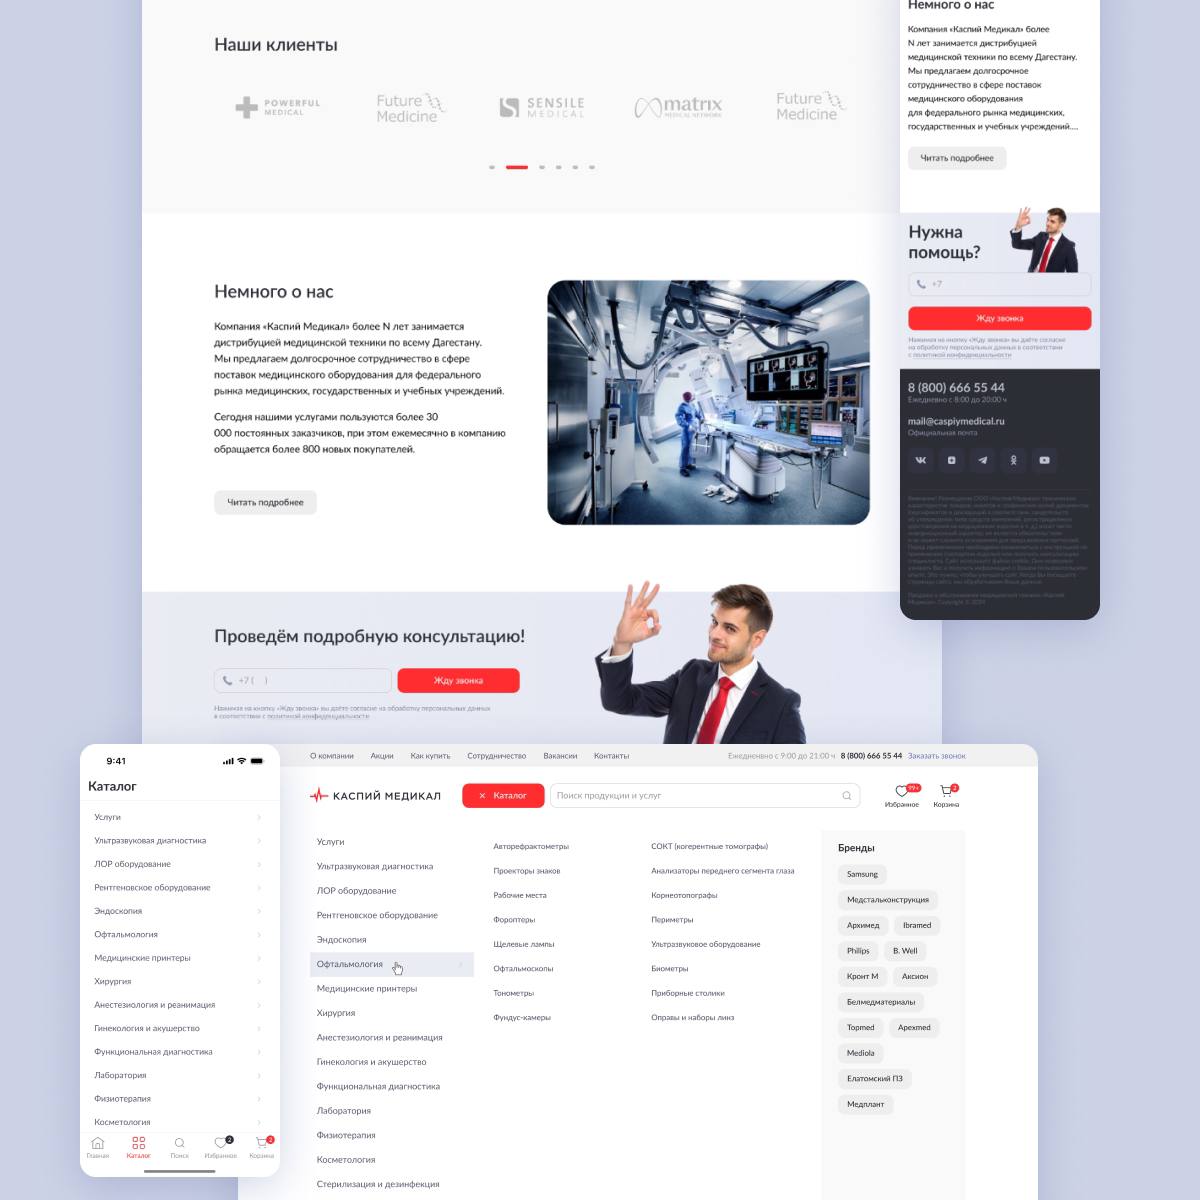 Наши клиенты
POWERFUL
MEDICAL
Future
Medicine
SENSILE
MEDICAL
matrix
MEDICAL NETWORK
Future
Medicine
Немного о нас
Компания «Каспий Медикал» более N лет занимается
дистрибуцией медицинской техники по всему Дагестану.
Мы предлагаем долгосрочное сотрудничество в сфере
поставок медицинского оборудования для федерального
рынка медицинских, государственных и учебных учреждений.
Сегодня нашими услугами пользуются более 30
000 постоянных заказчиков, при этом ежемесячно в компанию
обращается более 800 новых покупателей.
Читать подробнее
Проведём подробную консультацию!
+7 (    )
Жду звонка
Нажимая на кнопку «Жду звонка» вы даёте согласие на обработку персональных данных
в соответствии с политикой конфиденциальности
Немного о нас
Компания «Каспий Медикал» более
N лет занимается дистрибуцией
медицинской техники по всему Дагестану.
Мы предлагаем долгосрочное
сотрудничество в сфере поставок
медицинского оборудования
для федерального рынка медицинских,
государственных и учебных учреждений....
Читать подробнее
Нужна
помощь?
+7
Жду звонка
Нажимая на кнопку «Жду звонка» вы даёте согласие
на обработку персональных данных в соответствии
с политикой конфиденциальности
8 (800) 666 55 44
Ежедневно с 8:00 до 20:00 ч
mail@caspiymedical.ru
Официальная почта
9:41
Каталог
Услуги
Ультразвуковая диагностика
ЛОР оборудование
Рентгеновское оборудование
Эндоскопия
Офтальмология
Медицинские принтеры
Хирургия
Анестезиология и реанимация
Гинекология и акушерство
Функциональная диагностика
Лаборатория
Физиотерапия
Косметология
2
2
Главная
Каталог
Поиск
Избранное
Корзина
О компании
Акции
Как купить
Сотрудничество
Вакансии
Контакты
Ежедненвно с 9:00 до 21:00 ч
8 (800) 666 55 44
Заказать звонок
КАСПИЙ МЕДИКАЛ
Каталог
Поиск продукции и услуг
99+
Избранное
2
Корзина
Услуги
Ультразвуковая диагностика
ЛОР оборудование
Рентгеновское оборудование
Эндоскопия
Офтальмология
Медицинские принтеры
Хирургия
Анестезиология и реанимация
Гинекология и акушерство
Функциональная диагностика
Лаборатория
Физиотерапия
Косметология
Стерилизация и дезинфекция
Авторефрактометры
Проекторы знаков
Рабочие места
Фороптеры
Щелевые лампы
Офтальмоскопы
Тонометры
Фундус-камеры
СОКТ (когерентные томографы)
Анализаторы переднего сегмента глаза
Корнеотопографы
Периметры
Ультразвуковое оборудование
Биометры
Приборные столики
Оправы и наборы линз
Бренды
Samsung
Медстальконструкция
Архимед
Ibramed
Philips
B. Well
Кронт М
Аксион
Белмедматериалы
Topmed
Apexmed
Mediola
Елатомский ПЗ
Медплант